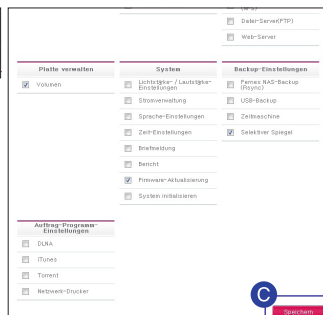 Datei-Server(FTP)
Web-Server
Platte verwalten
Volumen
System
Lichtstärke- / Lautstärke-
Einstellungen
Stromverwaltung
Sprache-Einstellungen
Zeit-Einstellungen
Briefmeldung
Bericht
Firmware-Aktualisierung
System initialisieren
Backup-Einstellungen
Fernes NAS-Backup
(Rsync)
USB-Backup
Zeitmaschine
Selektiver Spiegel
Auftrag-Programm-
Einstellungen
DLNA
iTunes
Torrent
Netzwerk-Drucker
C
Speichern